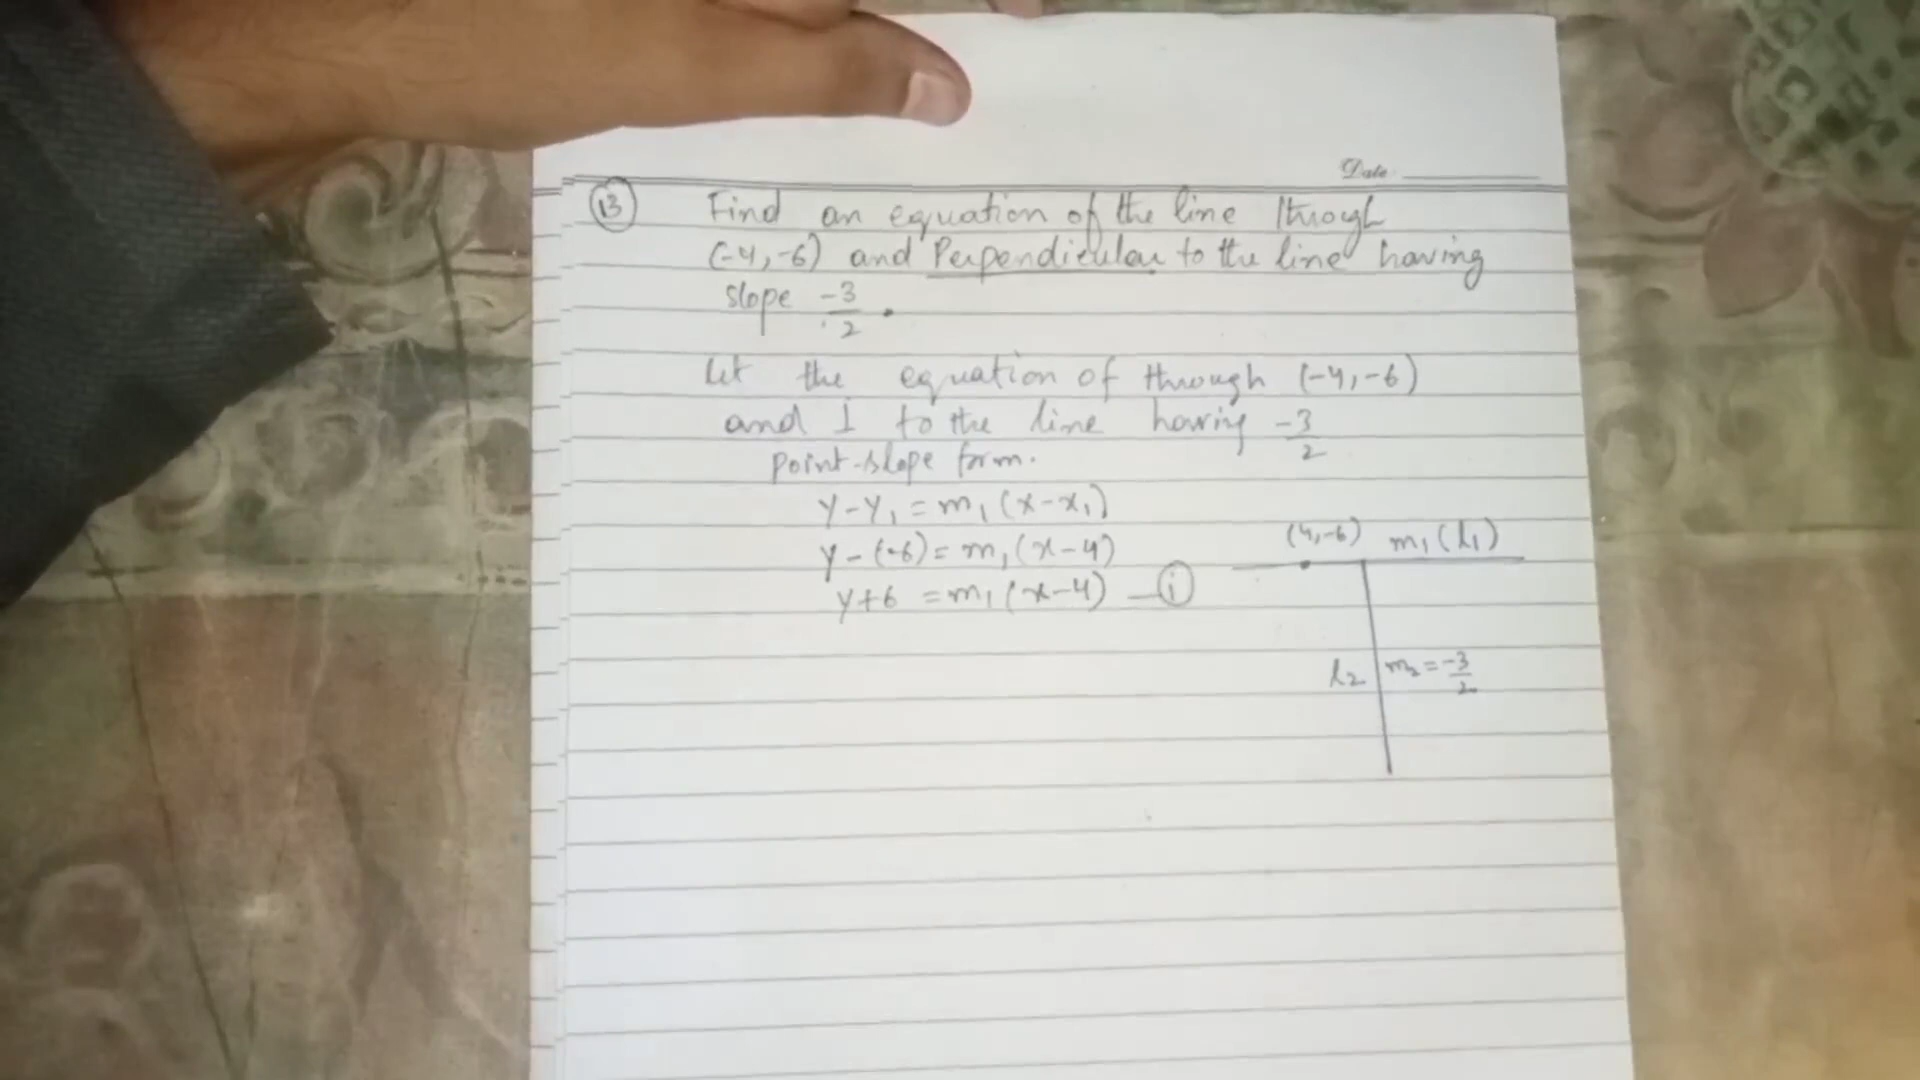 Date
13 Find an equation of the line through
(-4,-6) and Perpendicular to the line having
slope -3/2 .
Let the equation of through (-4,-6)
and ⊥ to the line having -3/2
point-slope form.
y-y₁ = m₁(x-x₁)
y-(-6) = m₁(x-4)
y+6 = m₁(x-4) — i
(4,-6) m₁(l₁)
l₂ m₂ = -3/2